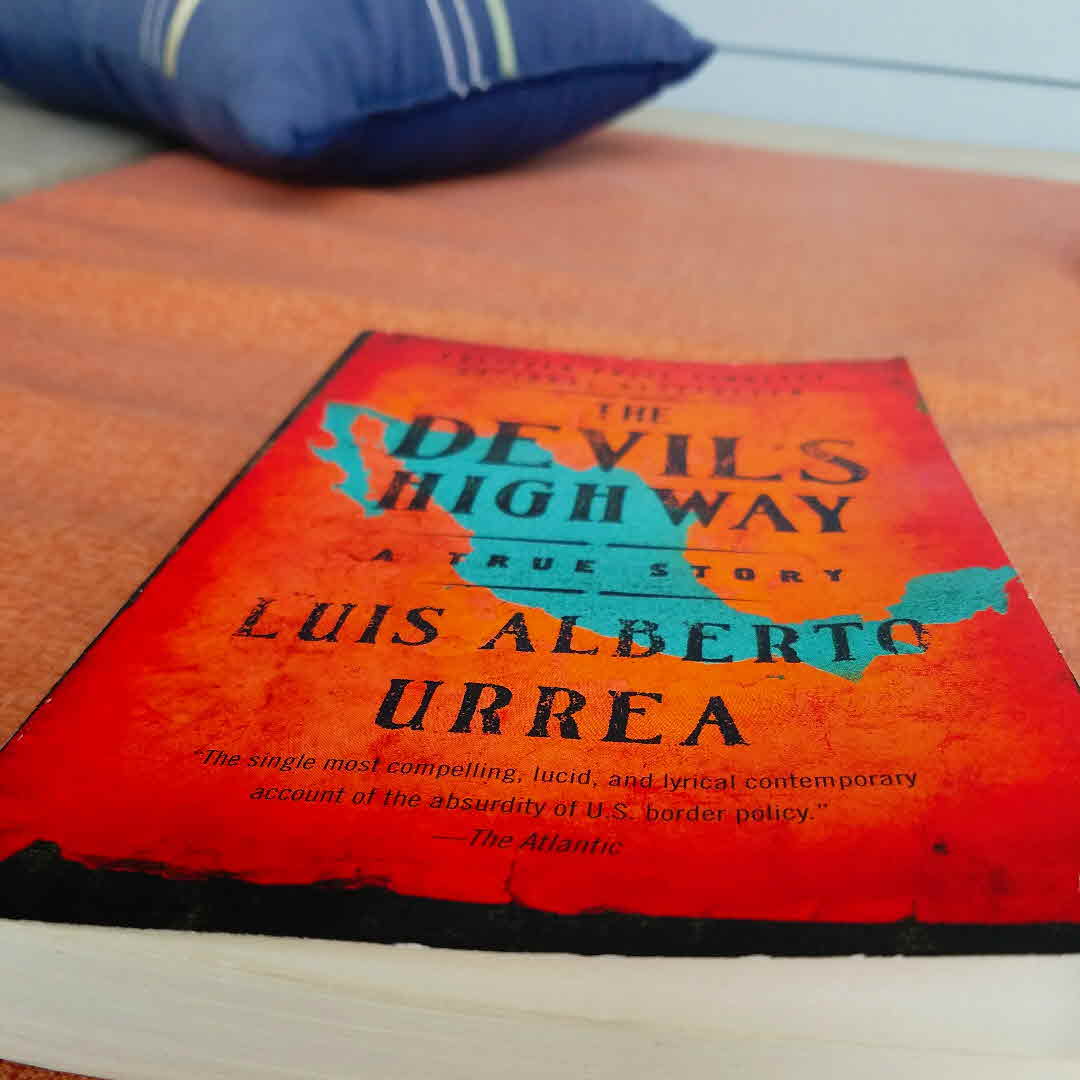 THE
DEVIL'S
HIGHWAY
A TRUE STORY
LUIS ALBERTO
URREA
"The single most compelling, lucid, and lyrical contemporary
account of the absurdity of U.S. border policy."
—The Atlantic